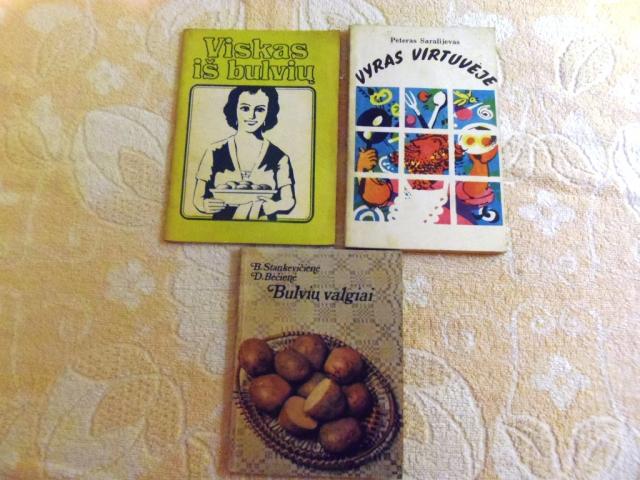 Viskas
iš bulvių
Peteras Saralijevas
VYRAS VIRTUVĖJE
B. Stankevičienė
D. Bečienė
Bulvių valgiai